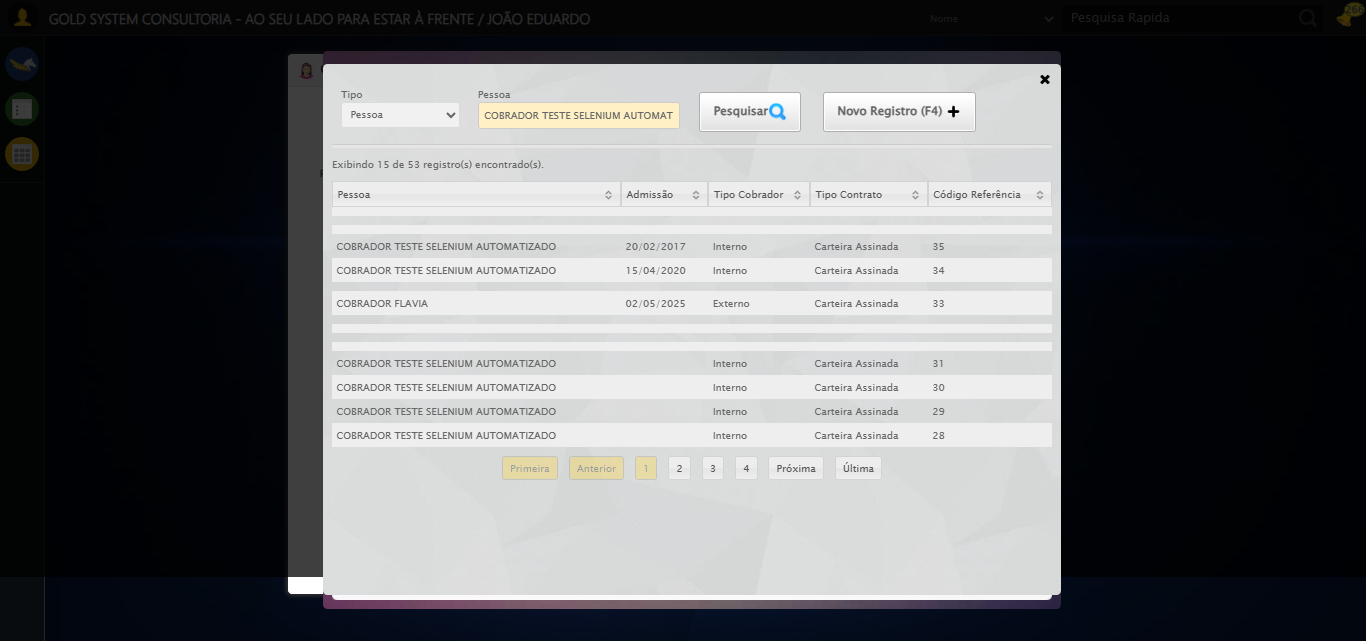 GOLD SYSTEM CONSULTORIA - AO SEU LADO PARA ESTAR À FRENTE / JOÃO EDUARDO
Nome
Pesquisa Rapida
Tipo
Pessoa
Pessoa
COBRADOR TESTE SELENIUM AUTOMAT
Pesquisar
Novo Registro (F4)
Exibindo 15 de 53 registro(s) encontrado(s).
Pessoa Admissão Tipo Cobrador Tipo Contrato Código Referência
COBRADOR TESTE SELENIUM AUTOMATIZADO 20/02/2017 Interno Carteira Assinada 35
COBRADOR TESTE SELENIUM AUTOMATIZADO 15/04/2020 Interno Carteira Assinada 34
COBRADOR FLAVIA 02/05/2025 Externo Carteira Assinada 33
COBRADOR TESTE SELENIUM AUTOMATIZADO Interno Carteira Assinada 31
COBRADOR TESTE SELENIUM AUTOMATIZADO Interno Carteira Assinada 30
COBRADOR TESTE SELENIUM AUTOMATIZADO Interno Carteira Assinada 29
COBRADOR TESTE SELENIUM AUTOMATIZADO Interno Carteira Assinada 28
Primeira Anterior 1 2 3 4 Próxima Última